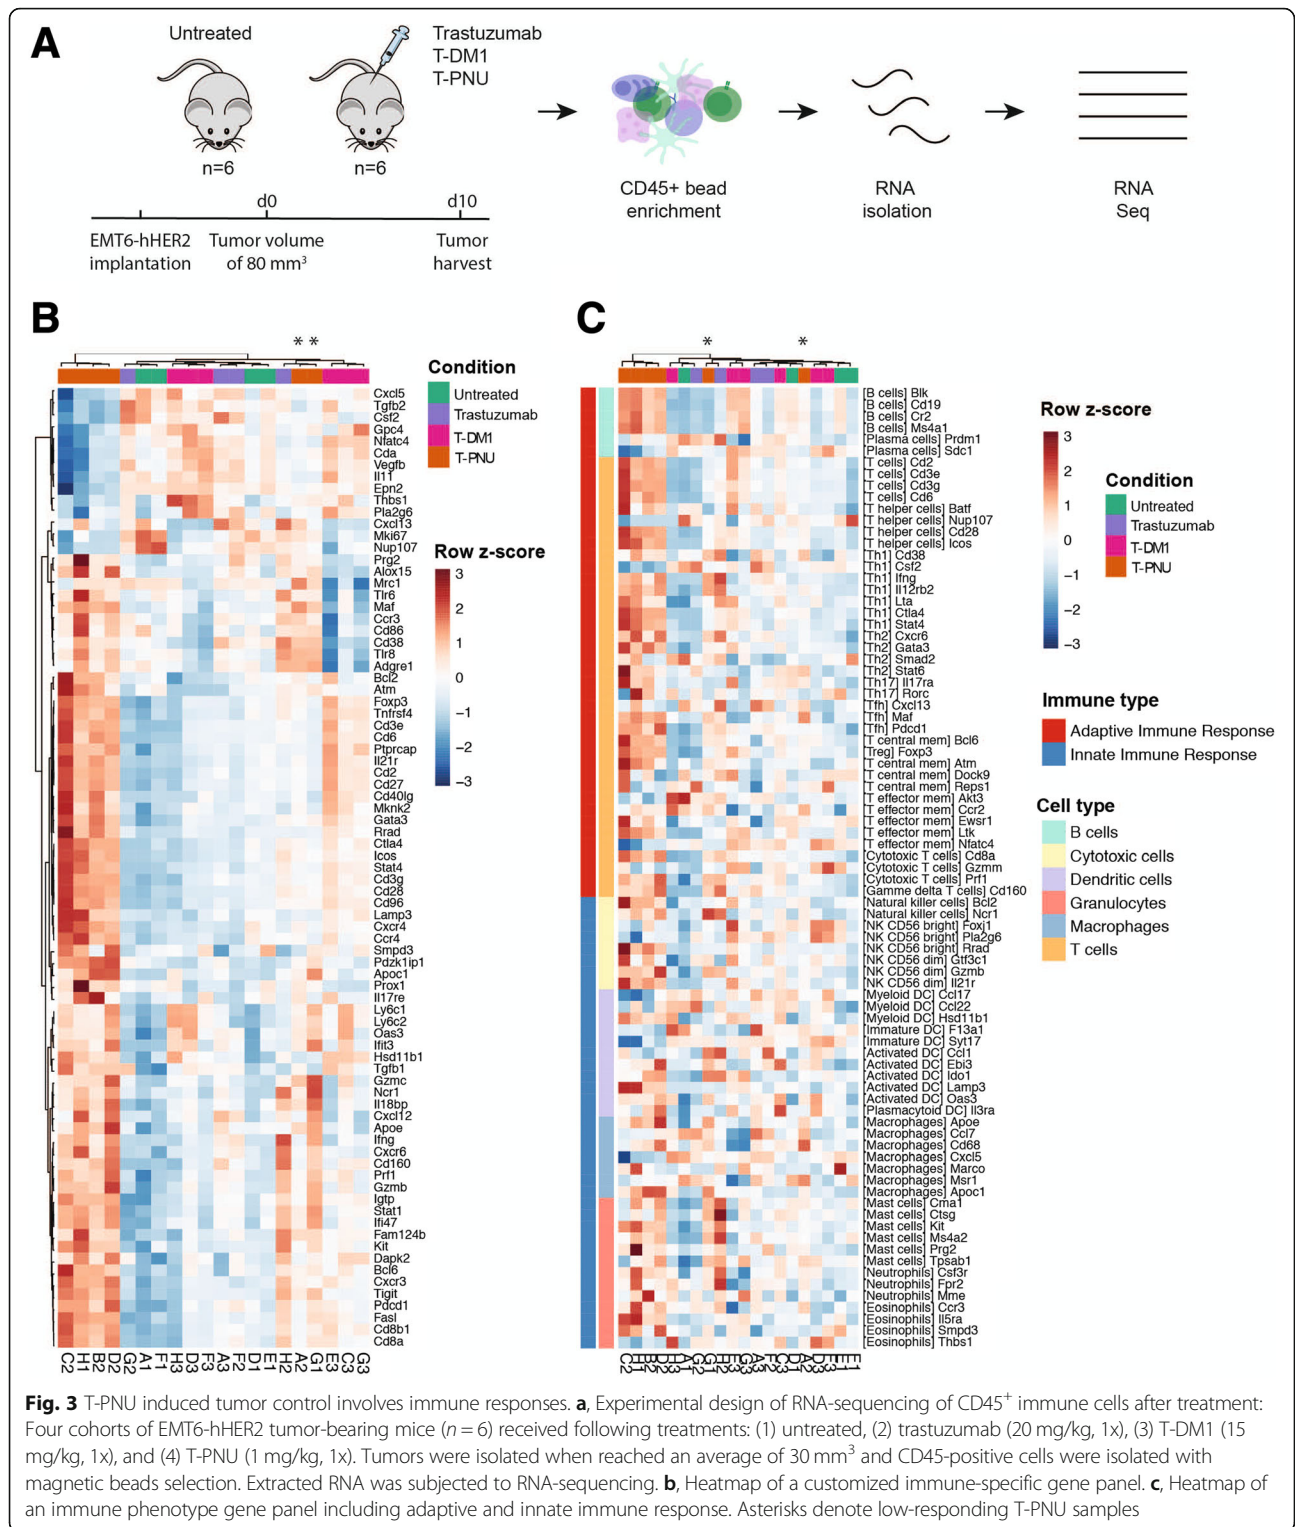 A
Untreated
Trastuzumab
T-DM1
T-PNU
n=6
n=6
d0
d10
EMT6-hHER2
implantation
Tumor volume
of 80 mm³
Tumor
harvest
CD45+ bead
enrichment
RNA
isolation
RNA
Seq
B
* *
Condition
Untreated
Trastuzumab
T-DM1
T-PNU
Row z-score
3
2
1
0
−1
−2
−3
Cxcl5
Tgfb2
Csf2
Gpc4
Nfatc4
Cda
Vegfb
Il11
Epn2
Thbs1
Pla2g6
Cxcl13
Mki67
Nup107
Prg2
Alox15
Mrc1
Tlr6
Maf
Ccr3
Cd86
Cd38
Tlr8
Adgre1
Bcl2
Atm
Foxp3
Tnfrsf4
Cd3e
Cd6
Ptprcap
Il21r
Cd2
Cd27
Cd40lg
Mknk2
Gata3
Rrad
Ctla4
Icos
Stat4
Cd3g
Cd28
Cd96
Lamp3
Cxcr4
Ccr4
Smpd3
Pdzk1ip1
Apoc1
Prox1
Il17re
Ly6c1
Ly6c2
Oas3
Ifit3
Hsd11b1
Tgfb1
Gzmc
Ncr1
Il18bp
Cxcl12
Apoe
Ifng
Cxcr6
Cd160
Prf1
Gzmb
Igtp
Stat1
Ifi47
Fam124b
Kit
Dapk2
Bcl6
Cxcr3
Tigit
Pdcd1
Fasl
Cd8b1
Cd8a
C2 H1 B2 D2 G2 A1 F1 H3 D3 F3 A3 F2 D1 E1 H2 A2 G1 E3 C3 G3
C
* *
[B cells] Blk
[B cells] Cd19
[B cells] Cr2
[B cells] Ms4a1
[Plasma cells] Prdm1
[Plasma cells] Sdc1
[T cells] Cd2
[T cells] Cd3e
[T cells] Cd3g
[T cells] Cd6
[T helper cells] Batf
[T helper cells] Nup107
[T helper cells] Cd28
[T helper cells] Icos
[Th1] Cd38
[Th1] Csf2
[Th1] Ifng
[Th1] Il12rb2
[Th1] Lta
[Th1] Ctla4
[Th1] Stat4
[Th2] Cxcr6
[Th2] Gata3
[Th2] Smad2
[Th2] Stat6
[Th17] Il17ra
[Th17] Rorc
[Tfh] Cxcl13
[Tfh] Maf
[Tfh] Pdcd1
[T central mem] Bcl6
[Treg] Foxp3
[T central mem] Atm
[T central mem] Dock9
[T central mem] Reps1
[T effector mem] Akt3
[T effector mem] Ccr2
[T effector mem] Ewsr1
[T effector mem] Ltk
[T effector mem] Nfatc4
[Cytotoxic T cells] Cd8a
[Cytotoxic T cells] Gzmm
[Cytotoxic T cells] Prf1
[Gamme delta T cells] Cd160
[Natural killer cells] Bcl2
[Natural killer cells] Ncr1
[NK CD56 bright] Foxj1
[NK CD56 bright] Pla2g6
[NK CD56 bright] Rrad
[NK CD56 dim] Gtf3c1
[NK CD56 dim] Gzmb
[NK CD56 dim] Il21r
[Myeloid DC] Ccl17
[Myeloid DC] Ccl22
[Myeloid DC] Hsd11b1
[Immature DC] F13a1
[Immature DC] Syt17
[Activated DC] Ccl1
[Activated DC] Ebi3
[Activated DC] Ido1
[Activated DC] Lamp3
[Activated DC] Oas3
[Plasmacytoid DC] Il3ra
[Macrophages] Apoe
[Macrophages] Ccl7
[Macrophages] Cd68
[Macrophages] Cxcl5
[Macrophages] Marco
[Macrophages] Msr1
[Macrophages] Apoc1
[Mast cells] Cma1
[Mast cells] Ctsg
[Mast cells] Kit
[Mast cells] Ms4a2
[Mast cells] Prg2
[Mast cells] Tpsab1
[Neutrophils] Csf3r
[Neutrophils] Fpr2
[Neutrophils] Mme
[Eosinophils] Ccr3
[Eosinophils] Il5ra
[Eosinophils] Smpd3
[Eosinophils] Thbs1
Row z-score
3
2
1
0
−1
−2
−3
Condition
Untreated
Trastuzumab
T-DM1
T-PNU
Immune type
Adaptive Immune Response
Innate Immune Response
Cell type
B cells
Cytotoxic cells
Dendritic cells
Granulocytes
Macrophages
T cells
Fig. 3 T-PNU induced tumor control involves immune responses. a, Experimental design of RNA-sequencing of CD45⁺ immune cells after treatment:
Four cohorts of EMT6-hHER2 tumor-bearing mice (n = 6) received following treatments: (1) untreated, (2) trastuzumab (20 mg/kg, 1x), (3) T-DM1 (15
mg/kg, 1x), and (4) T-PNU (1 mg/kg, 1x). Tumors were isolated when reached an average of 30 mm³ and CD45-positive cells were isolated with
magnetic beads selection. Extracted RNA was subjected to RNA-sequencing. b, Heatmap of a customized immune-specific gene panel. c, Heatmap of
an immune phenotype gene panel including adaptive and innate immune response. Asterisks denote low-responding T-PNU samples